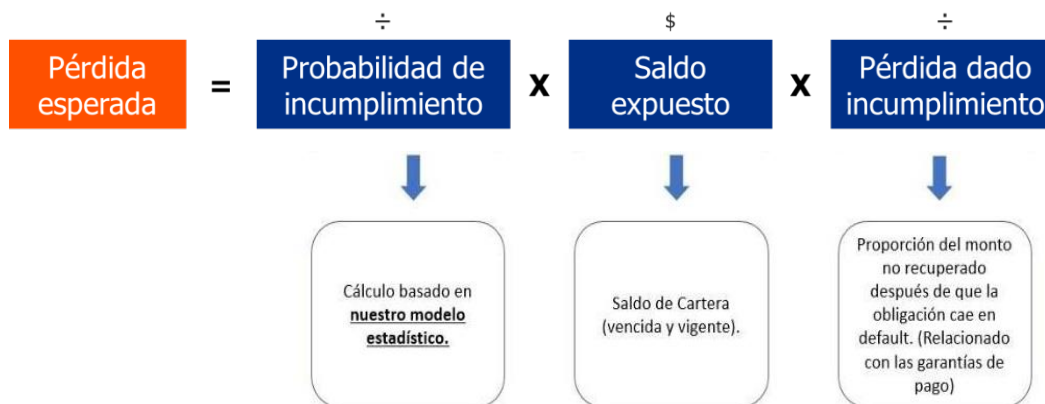 ÷
$
÷
Pérdida
esperada
=
Probabilidad de
incumplimiento
X
Saldo
expuesto
X
Pérdida dado
incumplimiento
Cálculo basado en
nuestro modelo
estadístico.
Saldo de Cartera
(vencida y vigente).
Proporción del monto
no recuperado
después de que la
obligación cae en
default. (Relacionado
con las garantías de
pago)